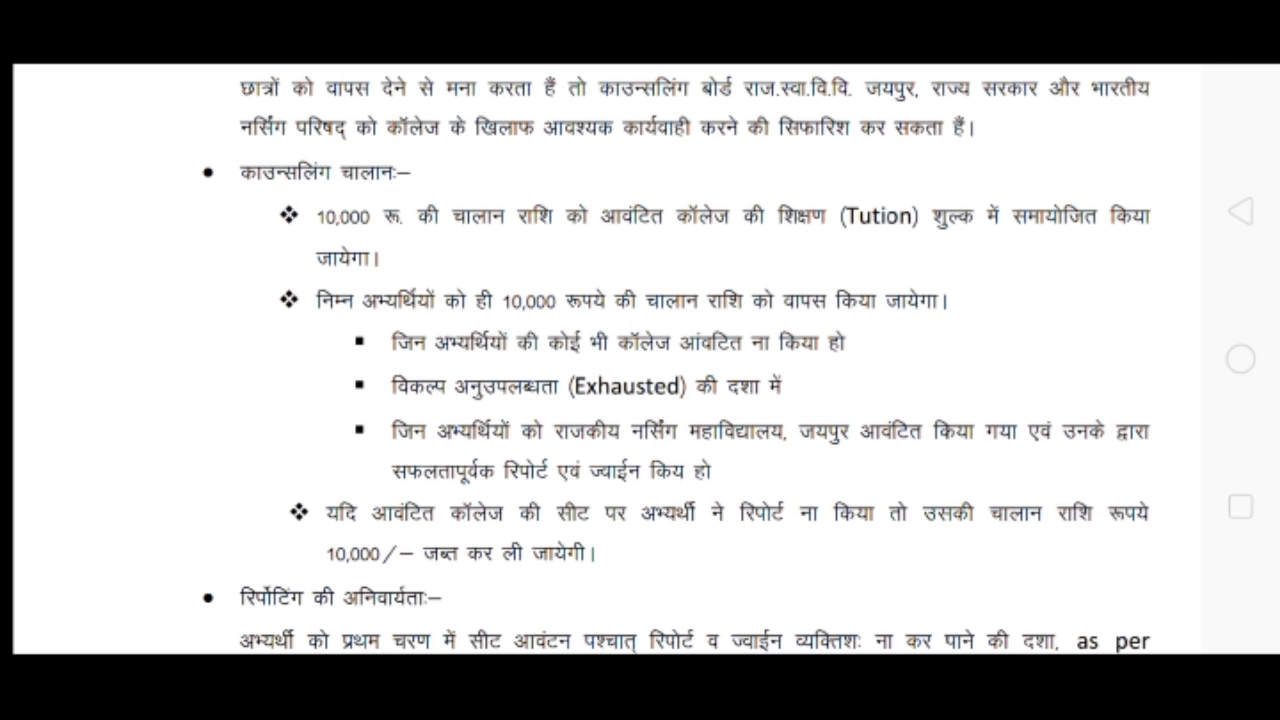 छात्रों को वापस देने से मना करता हैं तो काउन्सलिंग बोर्ड राज.स्वा.वि.वि. जयपुर, राज्य सरकार और भारतीय
नर्सिंग परिषद् को कॉलेज के खिलाफ आवश्यक कार्यवाही करने की सिफारिश कर सकता हैं।
• काउन्सलिंग चालानः–
❖ 10,000 रू. की चालान राशि को आवंटित कॉलेज की शिक्षण (Tution) शुल्क में समायोजित किया
जायेगा।
❖ निम्न अभ्यर्थियों को ही 10,000 रूपये की चालान राशि को वापस किया जायेगा।
▪ जिन अभ्यर्थियों की कोई भी कॉलेज आंवटित ना किया हो
▪ विकल्प अनुउपलब्धता (Exhausted) की दशा में
▪ जिन अभ्यर्थियों को राजकीय नर्सिंग महाविद्यालय, जयपुर आवंटित किया गया एवं उनके द्वारा
सफलतापूर्वक रिपोर्ट एवं ज्वाईन किय हो
❖ यदि आवंटित कॉलेज की सीट पर अभ्यर्थी ने रिपोर्ट ना किया तो उसकी चालान राशि रूपये
10,000/– जब्त कर ली जायेगी।
• रिर्पोटिंग की अनिवार्यताः–
अभ्यर्थी को प्रथम चरण में सीट आवंटन पश्चात् रिपोर्ट व ज्वाईन व्यक्तिशः ना कर पाने की दशा, as per